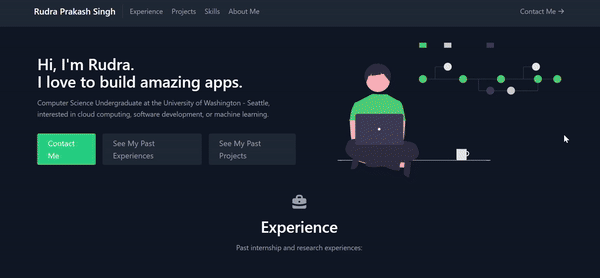 Rudra Prakash Singh
Experience
Projects
Skills
About Me
Contact Me →
Hi, I'm Rudra.
I love to build amazing apps.
Computer Science Undergraduate at the University of Washington - Seattle,
interested in cloud computing, software development, or machine learning.
Contact
Me
See My Past
Experiences
See My Past
Projects
Experience
Past internship and research experiences: